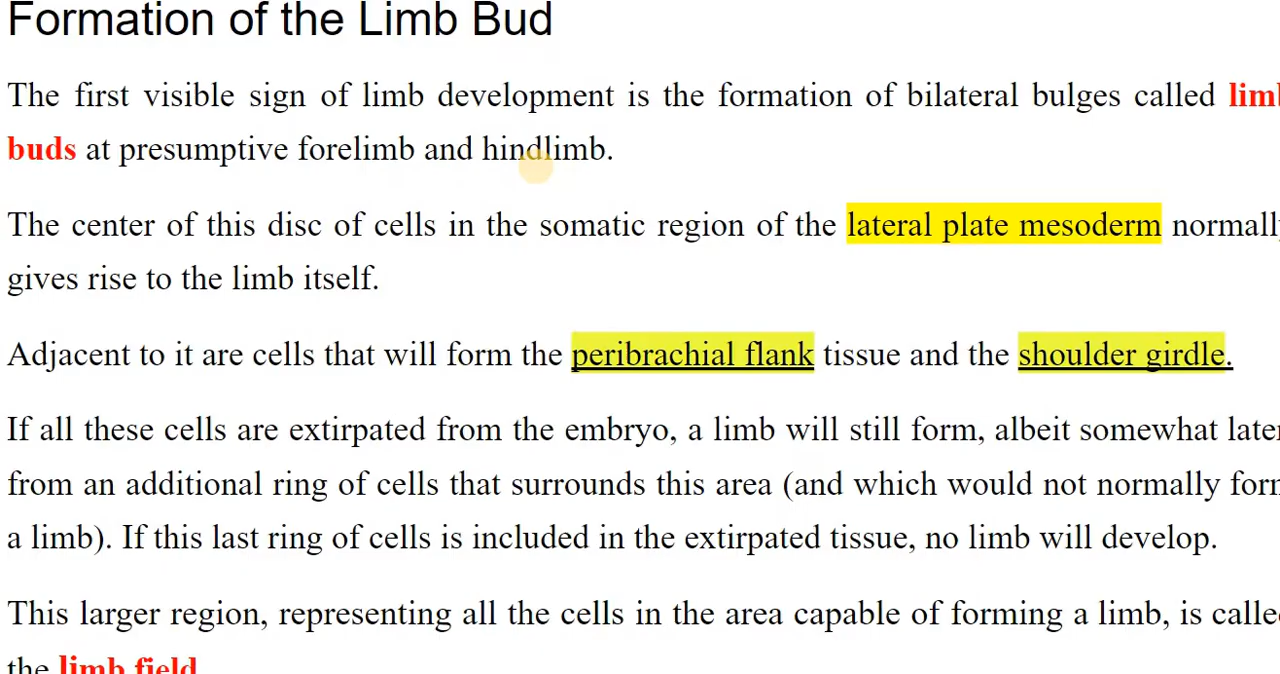 Formation of the Limb Bud
The first visible sign of limb development is the formation of bilateral bulges called limb
buds at presumptive forelimb and hindlimb.
The center of this disc of cells in the somatic region of the lateral plate mesoderm normally
gives rise to the limb itself.
Adjacent to it are cells that will form the peribrachial flank tissue and the shoulder girdle.
If all these cells are extirpated from the embryo, a limb will still form, albeit somewhat later
from an additional ring of cells that surrounds this area (and which would not normally form
a limb). If this last ring of cells is included in the extirpated tissue, no limb will develop.
This larger region, representing all the cells in the area capable of forming a limb, is called
the limb field